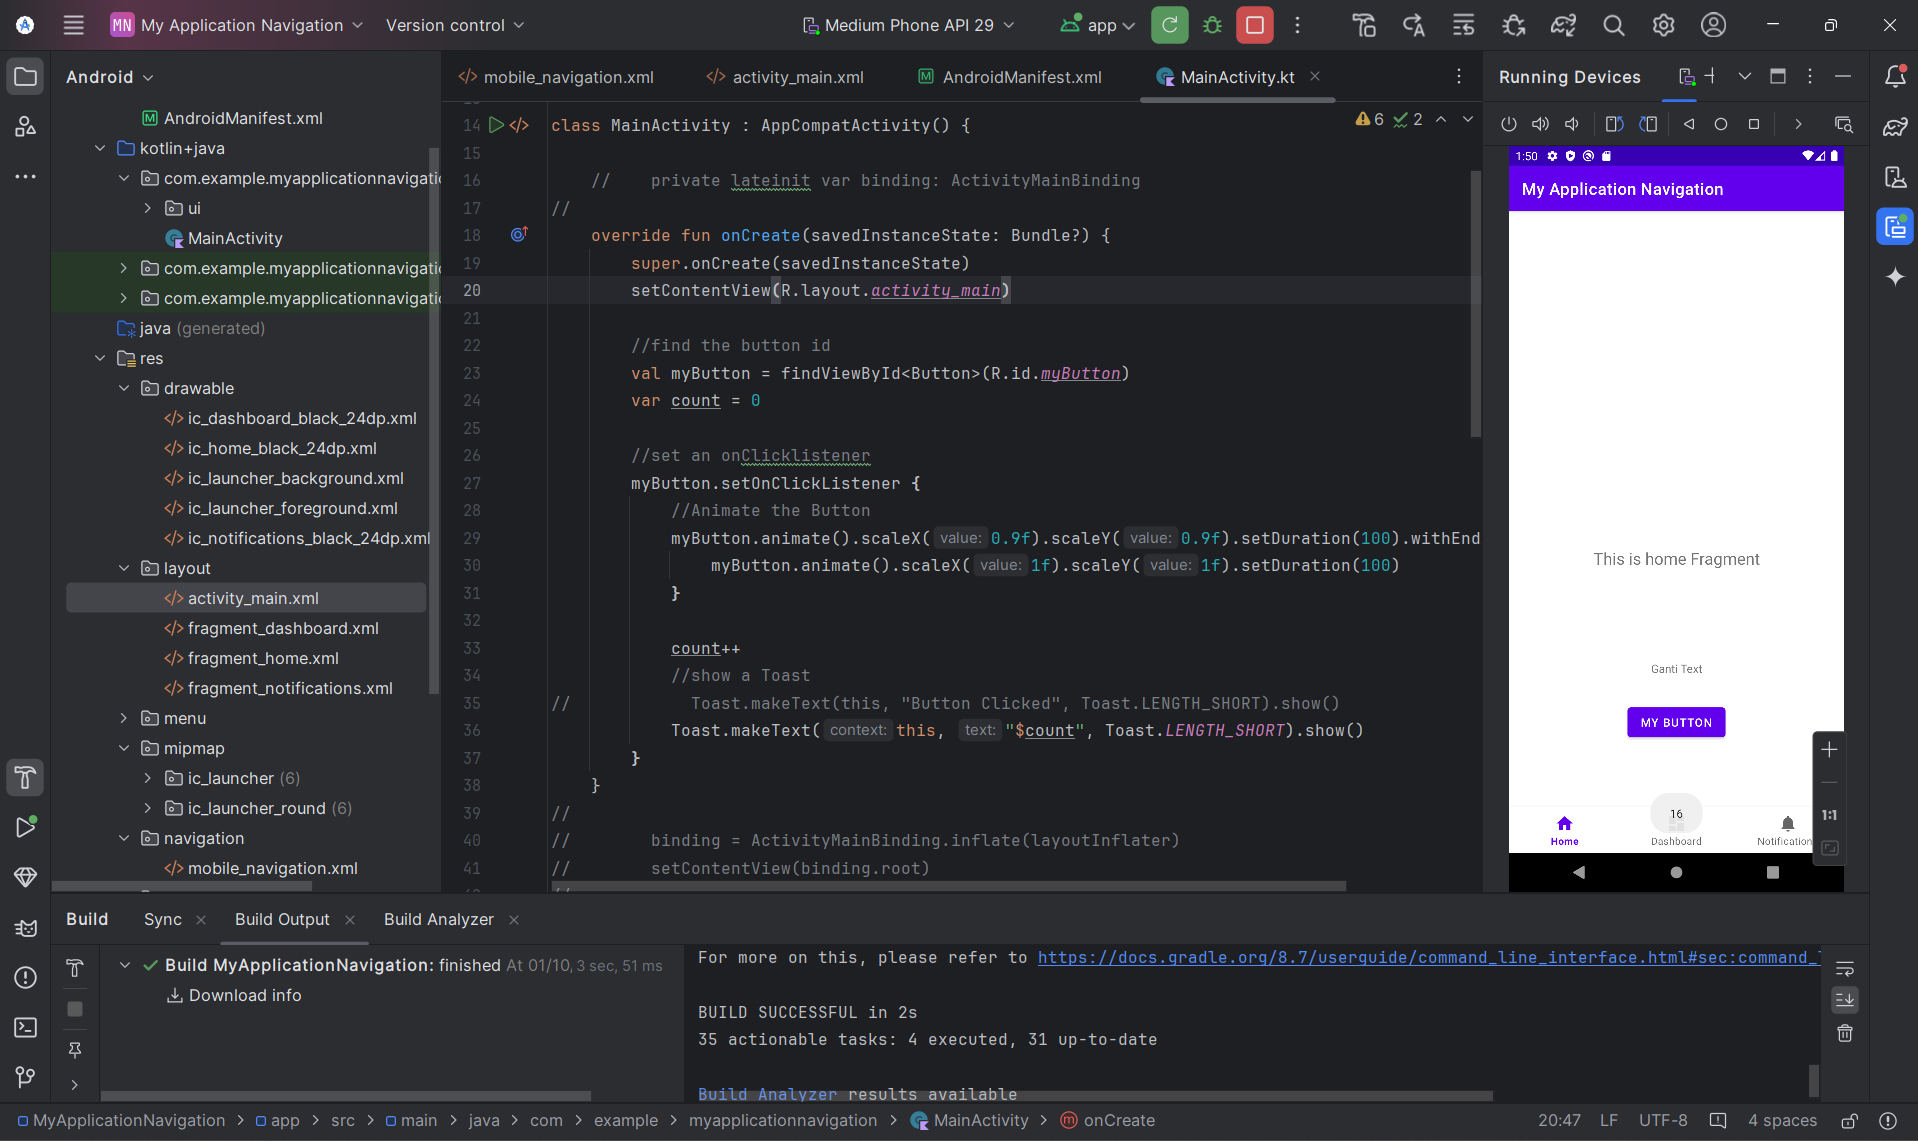 MN My Application Navigation Version control Medium Phone API 29 app
Android
AndroidManifest.xml
kotlin+java
com.example.myapplicationnavigatio
ui
MainActivity
com.example.myapplicationnavigatio
com.example.myapplicationnavigatio
java (generated)
res
drawable
ic_dashboard_black_24dp.xml
ic_home_black_24dp.xml
ic_launcher_background.xml
ic_launcher_foreground.xml
ic_notifications_black_24dp.xml
layout
activity_main.xml
fragment_dashboard.xml
fragment_home.xml
fragment_notifications.xml
menu
mipmap
ic_launcher (6)
ic_launcher_round (6)
navigation
mobile_navigation.xml
mobile_navigation.xml activity_main.xml AndroidManifest.xml MainActivity.kt
6 2
14 class MainActivity : AppCompatActivity() {
15
16 // private lateinit var binding: ActivityMainBinding
17 //
18 override fun onCreate(savedInstanceState: Bundle?) {
19 super.onCreate(savedInstanceState)
20 setContentView(R.layout.activity_main)
21
22 //find the button id
23 val myButton = findViewById<Button>(R.id.myButton)
24 var count = 0
25
26 //set an onClicklistener
27 myButton.setOnClickListener {
28 //Animate the Button
29 myButton.animate().scaleX( value: 0.9f).scaleY( value: 0.9f).setDuration(100).withEnd
30 myButton.animate().scaleX( value: 1f).scaleY( value: 1f).setDuration(100)
31 }
32
33 count++
34 //show a Toast
35 // Toast.makeText(this, "Button Clicked", Toast.LENGTH_SHORT).show()
36 Toast.makeText( context: this, text: "$count", Toast.LENGTH_SHORT).show()
37 }
38 }
39 //
40 // binding = ActivityMainBinding.inflate(layoutInflater)
41 // setContentView(binding.root)
Running Devices
1:50
My Application Navigation
This is home Fragment
Ganti Text
MY BUTTON
16
Home Dashboard Notification
1:1
Build Sync Build Output Build Analyzer
Build MyApplicationNavigation: finished At 01/10, 3 sec, 51 ms
Download info
For more on this, please refer to https://docs.gradle.org/8.7/userguide/command_line_interface.html#sec:command_
BUILD SUCCESSFUL in 2s
35 actionable tasks: 4 executed, 31 up-to-date
Build Analyzer results available
MyApplicationNavigation > app > src > main > java > com > example > myapplicationnavigation > MainActivity > onCreate 20:47 LF UTF-8 4 spaces